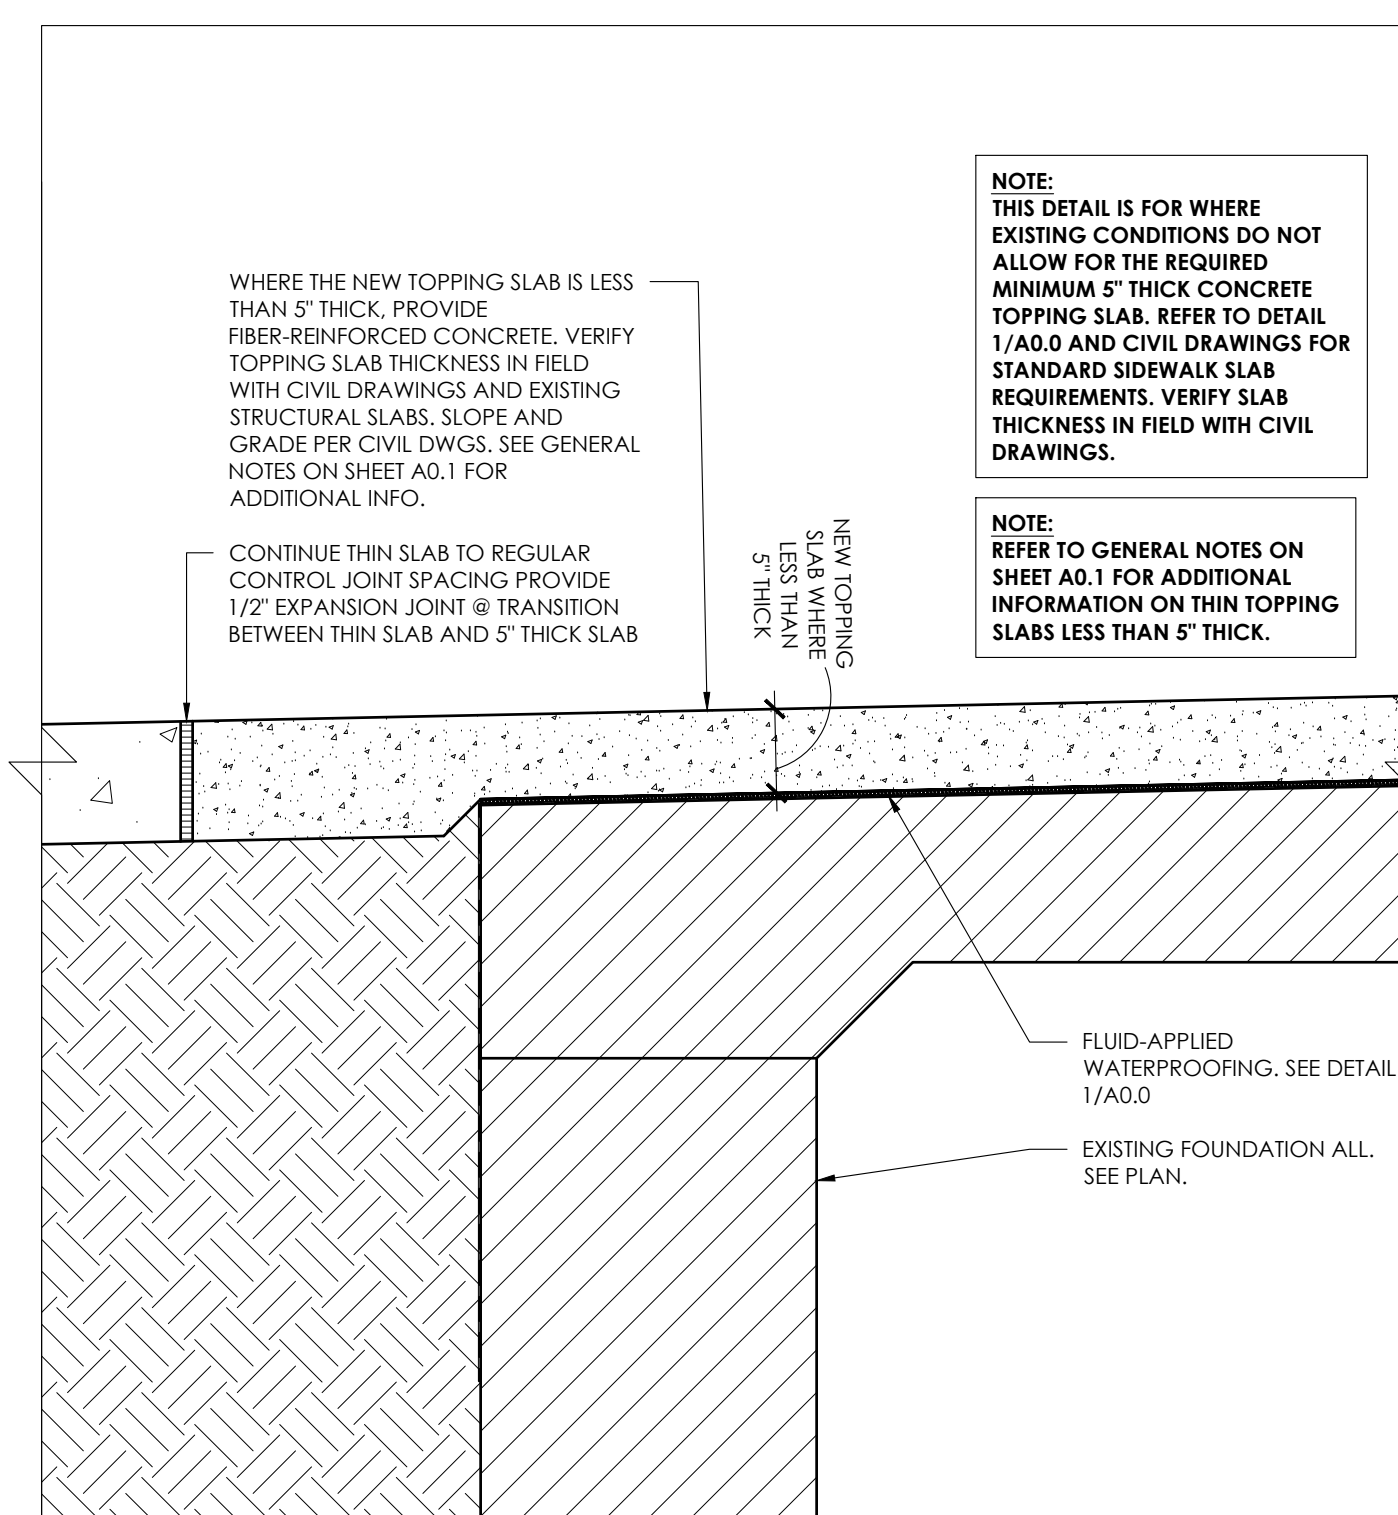 NOTE:
THIS DETAIL IS FOR WHERE
EXISTING CONDITIONS DO NOT
ALLOW FOR THE REQUIRED
MINIMUM 5" THICK CONCRETE
TOPPING SLAB. REFER TO DETAIL
1/A0.0 AND CIVIL DRAWINGS FOR
STANDARD SIDEWALK SLAB
REQUIREMENTS. VERIFY SLAB
THICKNESS IN FIELD WITH CIVIL
DRAWINGS.
WHERE THE NEW TOPPING SLAB IS LESS
THAN 5" THICK, PROVIDE
FIBER-REINFORCED CONCRETE. VERIFY
TOPPING SLAB THICKNESS IN FIELD
WITH CIVIL DRAWINGS AND EXISTING
STRUCTURAL SLABS. SLOPE AND
GRADE PER CIVIL DWGS. SEE GENERAL
NOTES ON SHEET A0.1 FOR
ADDITIONAL INFO.
NOTE:
REFER TO GENERAL NOTES ON
SHEET A0.1 FOR ADDITIONAL
INFORMATION ON THIN TOPPING
SLABS LESS THAN 5" THICK.
CONTINUE THIN SLAB TO REGULAR
CONTROL JOINT SPACING PROVIDE
1/2" EXPANSION JOINT @ TRANSITION
BETWEEN THIN SLAB AND 5" THICK SLAB
NEW TOPPING
SLAB WHERE
LESS THAN
5" THICK
FLUID-APPLIED
WATERPROOFING. SEE DETAIL
1/A0.0
EXISTING FOUNDATION ALL.
SEE PLAN.